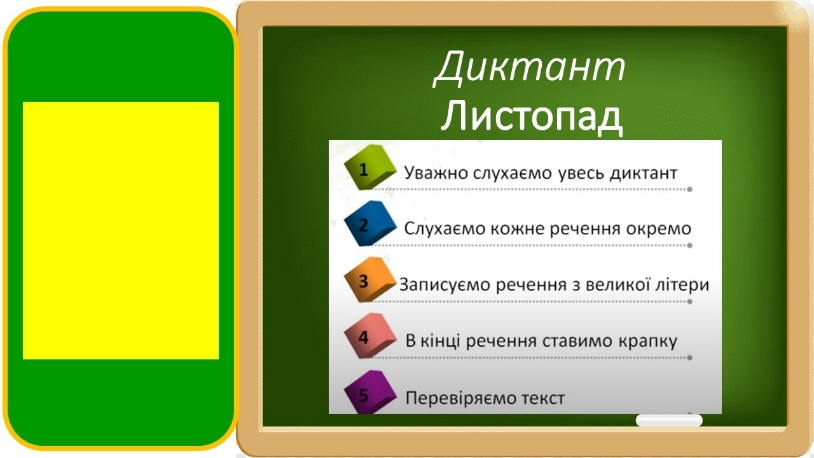 Диктант
Листопад
1 Уважно слухаємо увесь диктант
2 Слухаємо кожне речення окремо
3 Записуємо речення з великої літери
4 В кінці речення ставимо крапку
5 Перевіряємо текст